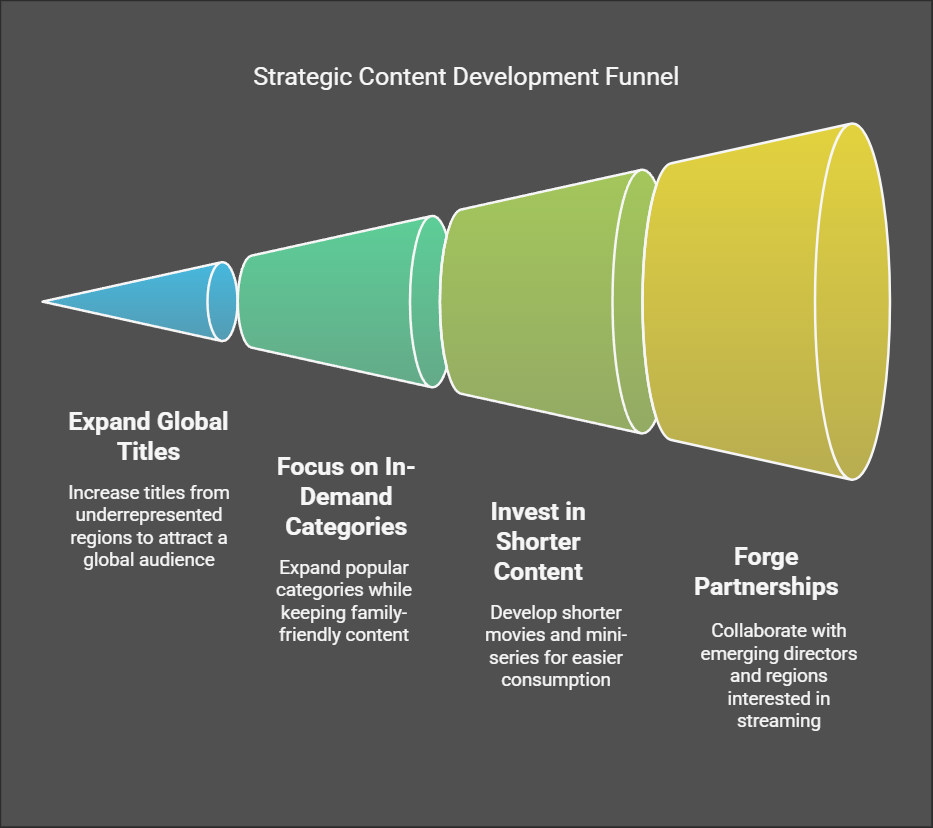 Strategic Content Development Funnel
Expand Global
Titles
Increase titles from
underrepresented
regions to attract a
global audience
Focus on In-
Demand
Categories
Expand popular
categories while
keeping family-
friendly content
Invest in
Shorter
Content
Develop shorter
movies and mini-
series for easier
consumption
Forge
Partnerships
Collaborate with
emerging directors
and regions
interested in
streaming